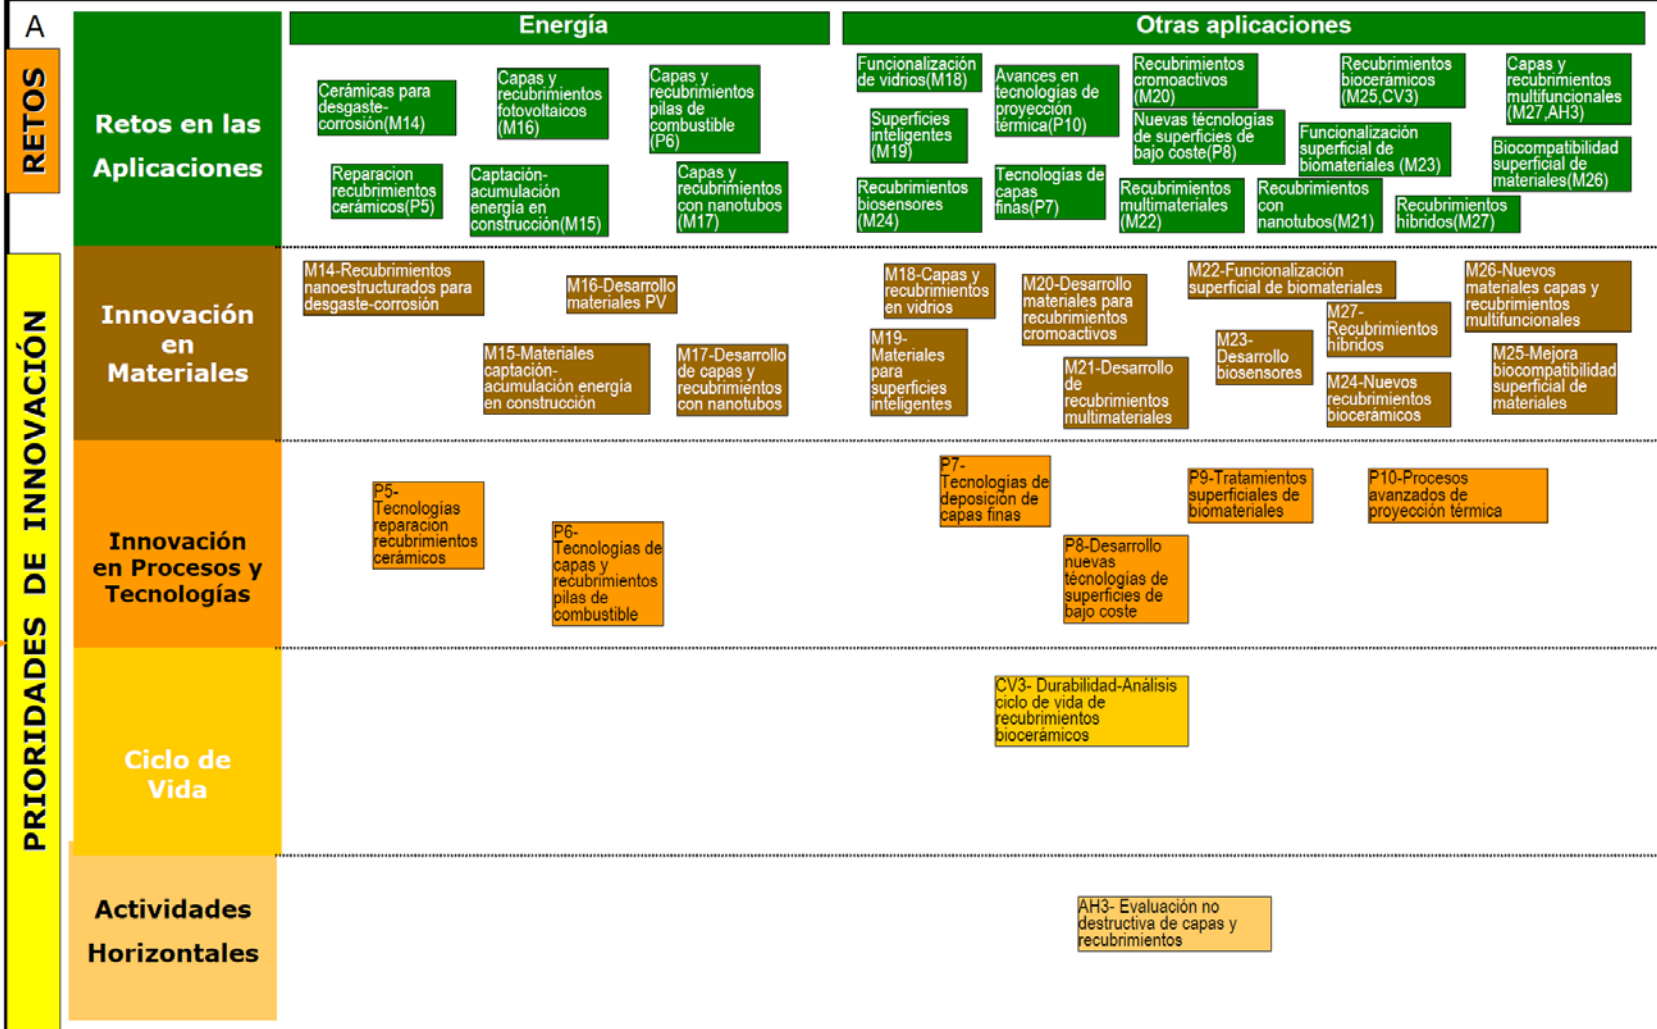 A
Energía
Otras aplicaciones
RETOS
Retos en las
Aplicaciones
Cerámicas para
desgaste-
corrosión(M14)
Capas y
recubrimientos
fotovoltaicos
(M16)
Capas y
recubrimientos
pilas de
combustible
(P6)
Reparacion
recubrimientos
cerámicos(P5)
Captación-
acumulación
energía en
construcción(M15)
Capas y
recubrimientos
con nanotubos
(M17)
Funcionalización
de vidrios(M18)
Avances en
tecnologías de
proyección
térmica(P10)
Recubrimientos
cromoactivos
(M20)
Recubrimientos
biocerámicos
(M25,CV3)
Capas y
recubrimientos
multifuncionales
(M27,AH3)
Superficies
inteligentes
(M19)
Nuevas técnologías
de superficies de
bajo coste(P8)
Funcionalización
superficial de
biomateriales (M23)
Biocompatibilidad
superficial de
materiales(M26)
Recubrimientos
biosensores
(M24)
Tecnologías de
capas
finas(P7)
Recubrimientos
multimateriales
(M22)
Recubrimientos
con
nanotubos(M21)
Recubrimientos
híbridos(M27)
PRIORIDADES DE INNOVACIÓN
Innovación
en
Materiales
M14-Recubrimientos
nanoestructurados para
desgaste-corrosión
M16-Desarrollo
materiales PV
M15-Materiales
captación-
acumulación energía
en construcción
M17-Desarrollo
de capas y
recubrimientos
con nanotubos
M18-Capas y
recubrimientos
en vidrios
M20-Desarrollo
materiales para
recubrimientos
cromoactivos
M22-Funcionalización
superficial de biomateriales
M26-Nuevos
materiales capas y
recubrimientos
multifuncionales
M19-
Materiales
para
superficies
inteligentes
M21-Desarrollo
de
recubrimientos
multimateriales
M23-
Desarrollo
biosensores
M27-
Recubrimientos
híbridos
M24-Nuevos
recubrimientos
biocerámicos
M25-Mejora
biocompatibilidad
superficial de
materiales
Innovación
en Procesos y
Tecnologías
P5-
Tecnologías
reparación
recubrimientos
cerámicos
P6-
Tecnologías de
capas y
recubrimientos
pilas de
combustible
P7-
Tecnologías de
deposición de
capas finas
P8-Desarrollo
nuevas
técnologías de
superficies de
bajo coste
P9-Tratamientos
superficiales de
biomateriales
P10-Procesos
avanzados de
proyección térmica
Ciclo de
Vida
CV3- Durabilidad-Análisis
ciclo de vida de
recubrimientos
biocerámicos
Actividades
Horizontales
AH3- Evaluación no
destructiva de capas y
recubrimientos